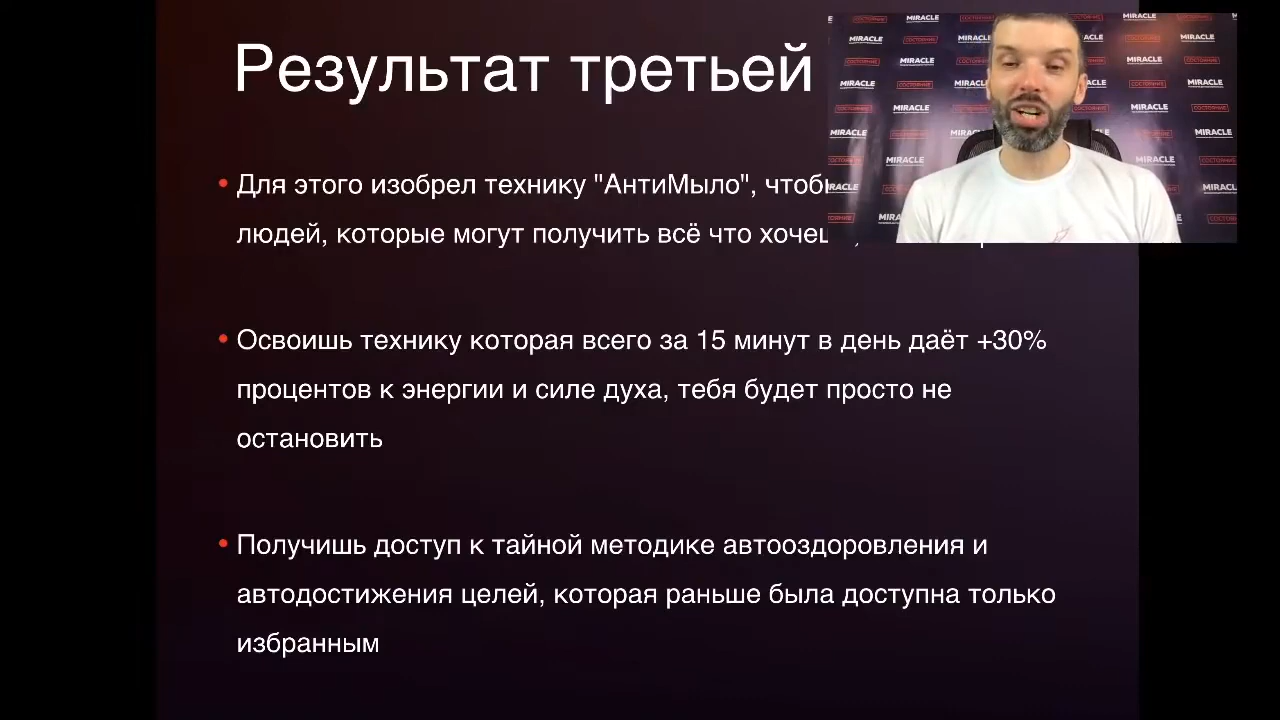 Результат третьей
Для этого изобрел технику "АнтиМыло",
людей, которые могут получить всё что
• Освоишь технику которая всего за 15 минут в день даёт +30%
процентов к энергии и силе духа, тебя будет просто не
остановить
• Получишь доступ к тайной методике автооздоровления и
автодостижения целей, которая раньше была доступна только
избранным
MIRACLE
СОСТОЯНИЕ